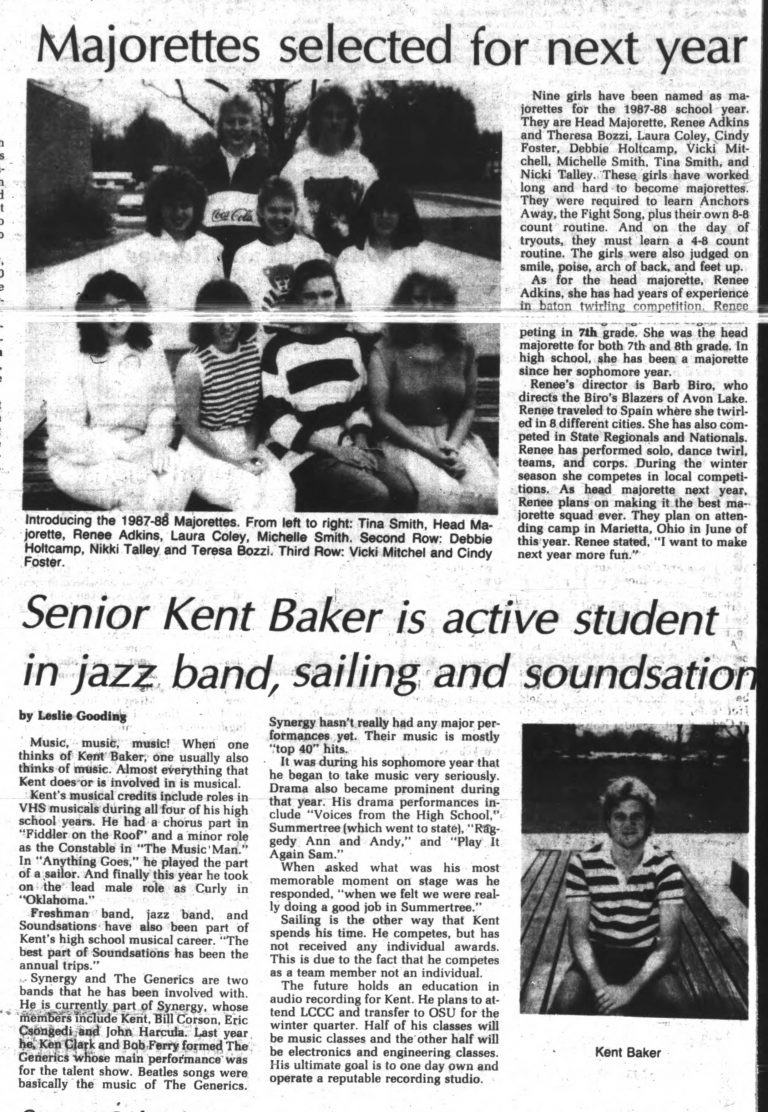 Majorettes selected for next year
Coca-Cola
Introducing the 1987-88 Majorettes. From left to right: Tina Smith, Head Ma-
jorette, Renee Adkins, Laura Coley, Michelle Smith. Second Row: Debbie
Holtcamp, Nikki Talley and Teresa Bozzi. Third Row: Vicki Mitchel and Cindy
Foster.
Nine girls have been named as ma-
jorettes for the 1987-88 school year.
They are Head Majorette, Renee Adkins
and Theresa Bozzi, Laura Coley, Cindy
Foster, Debbie Holtcamp, Vicki Mit-
chell, Michelle Smith, Tina Smith, and
Nicki Talley. These girls have worked
long and hard to become majorettes.
They were required to learn Anchors
Away, the Fight Song, plus their own 8-8
count routine. And on the day of
tryouts, they must learn a 4-8 count
routine. The girls were also judged on
smile, poise, arch of back, and feet up.
As for the head majorette, Renee
Adkins, she has had years of experience
in baton twirling competition. Renee
peting in 7th grade. She was the head
majorette for both 7th and 8th grade. In
high school, she has been a majorette
since her sophomore year.
Renee's director is Barb Biro, who
directs the Biro's Blazers of Avon Lake.
Renee traveled to Spain where she twirl-
ed in 8 different cities. She has also com-
peted in State Regionals and Nationals.
Renee has performed solo, dance twirl,
teams, and corps. During the winter
season she competes in local competi-
tions. As head majorette next year,
Renee plans on making it the best ma-
jorette squad ever. They plan on atten-
ding camp in Marietta, Ohio in June of
this year. Renee stated, "I want to make
next year more fun."
Senior Kent Baker is active student
in jazz band, sailing and soundsation
by Leslie Gooding
Music, music, music! When one
thinks of Kent Baker, one usually also
thinks of music. Almost everything that
Kent does or is involved in is musical.
Kent's musical credits include roles in
VHS musicals during all four of his high
school years. He had a chorus part in
"Fiddler on the Roof" and a minor role
as the Constable in "The Music Man."
In "Anything Goes," he played the part
of a sailor. And finally this year he took
on the lead male role as Curly in
"Oklahoma."
Freshman band, jazz band, and
Soundsations have also been part of
Kent's high school musical career. "The
best part of Soundsations has been the
annual trips."
Synergy and The Generics are two
bands that he has been involved with.
He is currently part of Synergy, whose
members include Kent, Bill Corson, Eric
Csongedi and John Harcula. Last year
he, Ken Clark and Bob Ferry formed The
Generics whose main performance was
for the talent show. Beatles songs were
basically the music of The Generics.
Synergy hasn't really had any major per-
formances yet. Their music is mostly
"top 40" hits.
It was during his sophomore year that
he began to take music very seriously.
Drama also became prominent during
that year. His drama performances in-
clude "Voices from the High School,"
Summertree (which went to state), "Rag-
gedy Ann and Andy," and "Play It
Again Sam."
When asked what was his most
memorable moment on stage was he
responded, "when we felt we were real-
ly doing a good job in Summertree."
Sailing is the other way that Kent
spends his time. He competes, but has
not received any individual awards.
This is due to the fact that he competes
as a team member not an individual.
The future holds an education in
audio recording for Kent. He plans to at-
tend LCCC and transfer to OSU for the
winter quarter. Half of his classes will
be music classes and the other half will
be electronics and engineering classes.
His ultimate goal is to one day own and
operate a reputable recording studio.
Kent Baker